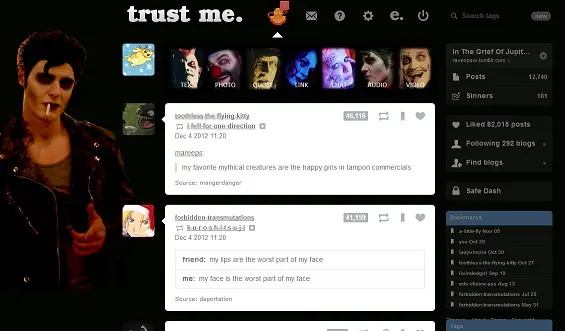 trust me.
Search tags
new
TEXT PHOTO QUOTE LINK CHAT AUDIO VIDEO
toothless-the-flying-kitty
46,116
i-fell-for-one-direction
Dec 4 2012 11:20
mareeps:
my favorite mythical creatures are the happy girls in tampon commercials
Source: mangerdanger
forbidden-transmutations
41,159
k-u-r-o-s-h-i-t-s-u-j-i
Dec 4 2012 11:20
friend: my lips are the worst part of my face
me: my face is the worst part of my face
Source: deportation
In The Grief Of Jupit...
ravenpaw.tumblr.com
Posts 12,740
Sinners 181
Liked 82,015 posts
Following 292 blogs
Find blogs
Safe Dash
Bookmarks
a-little-fly Nov 08
you Oct 30
ladyvincira Oct 30
toothless-the-flying-kitty Oct 27
livindedgirl Sep 19
eds-choice-ass Aug 13
forbidden-transmutations Jul 20
forbidden-transmutations May 31
Tags